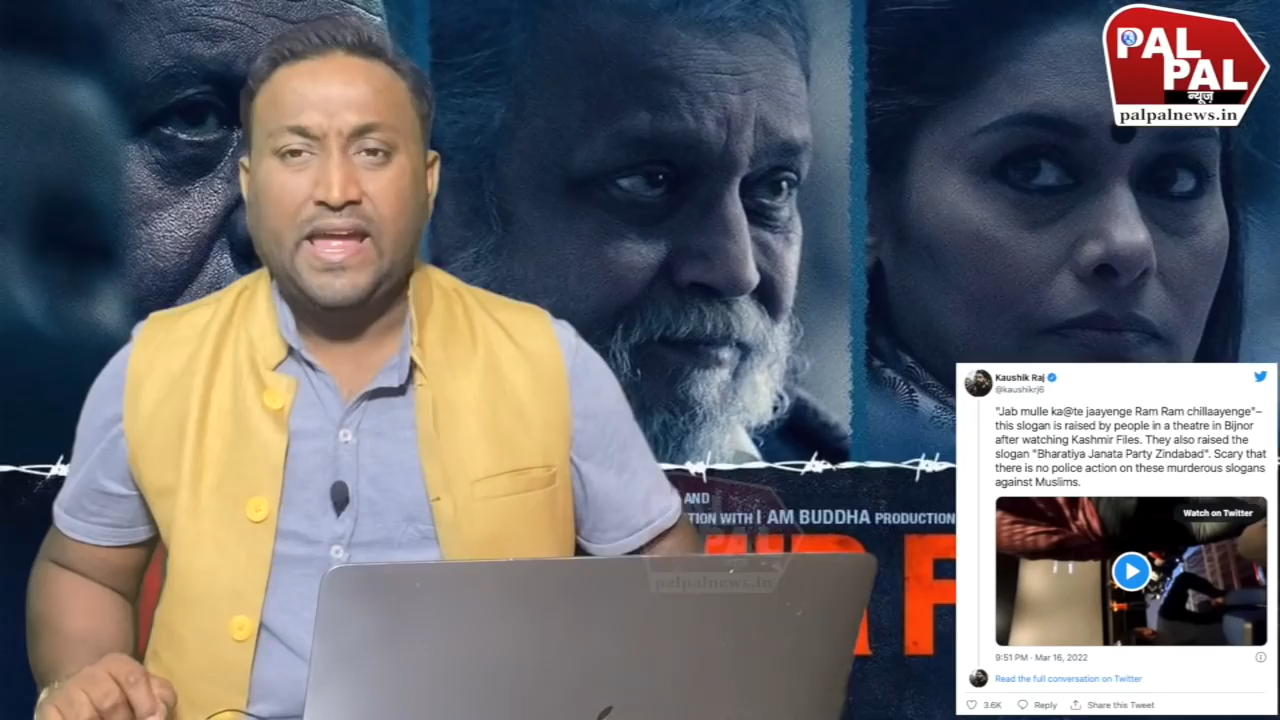 PAL
PAL
न्यूज़
palpalnews.in
Kaushik Raj
@kaushikrj6
"Jab mulle ka@te jaayenge Ram Ram chillaayenge"–
this slogan is raised by people in a theatre in Bijnor
after watching Kashmir Files. They also raised the
slogan "Bharatiya Janata Party Zindabad". Scary that
there is no police action on these murderous slogans
against Muslims.
Watch on Twitter
9:51 PM · Mar 16, 2022
Read the full conversation on Twitter
3.6K Reply Share this Tweet
AND
TION WITH I AM BUDDHA PRODUCTION
palpalnews.in